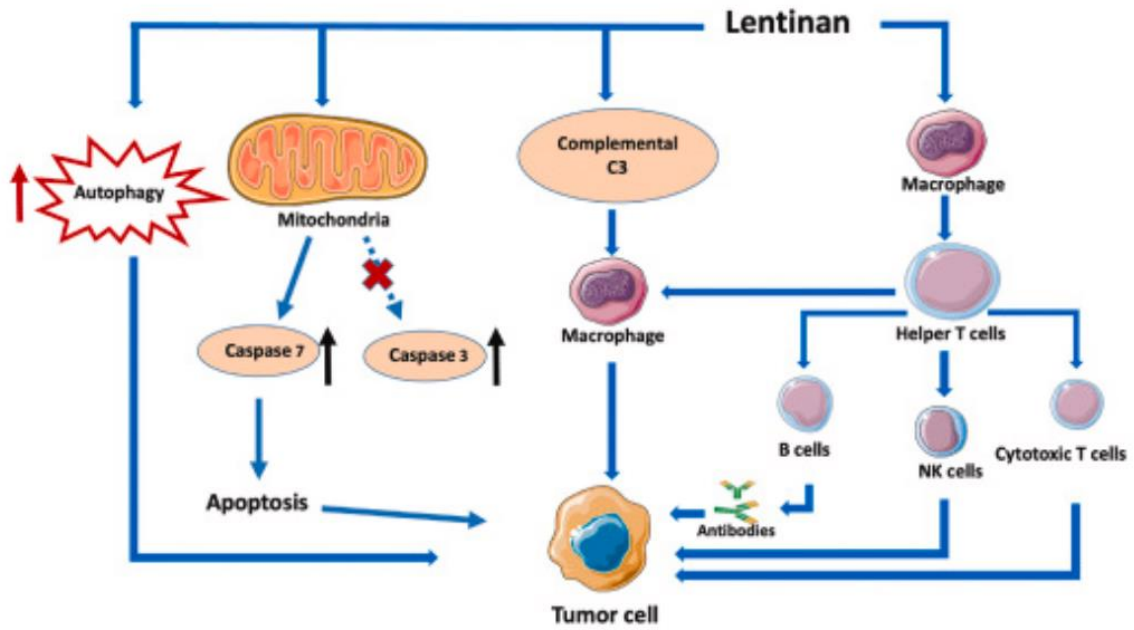 Lentinan
Autophagy
Mitochondria
Complemental
C3
Macrophage
Caspase 7
Caspase 3
Macrophage
Helper T cells
B cells
NK cells
Cytotoxic T cells
Apoptosis
Antibodies
Tumor cell